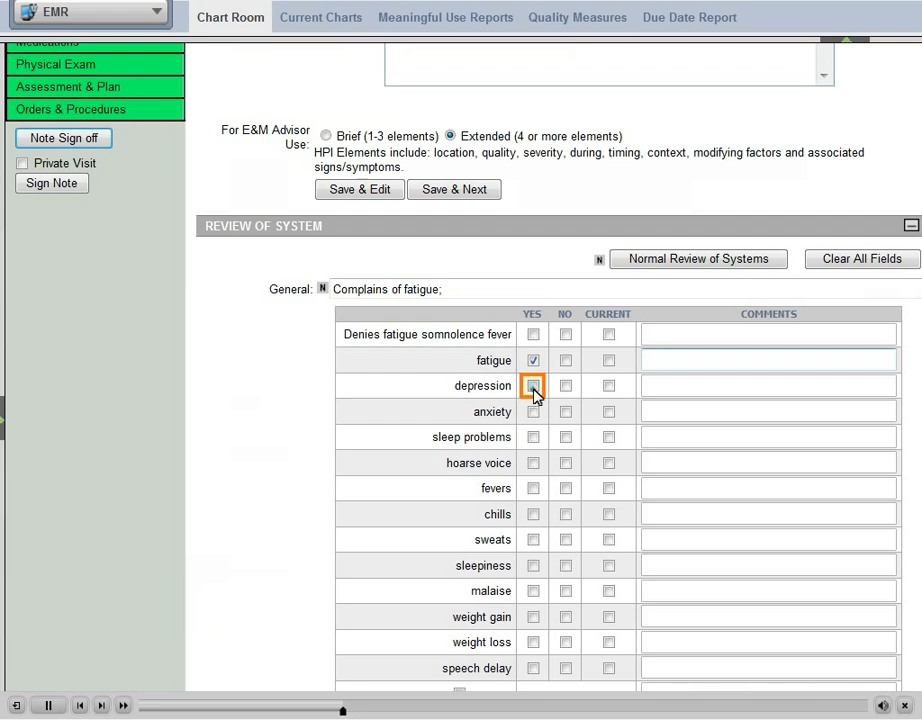 EMR
Chart Room
Current Charts
Meaningful Use Reports
Quality Measures
Due Date Report
Medications
Physical Exam
Assessment & Plan
Orders & Procedures
Note Sign off
Private Visit
Sign Note
For E&M Advisor
Use:
Brief (1-3 elements)
Extended (4 or more elements)
HPI Elements include: location, quality, severity, during, timing, context, modifying factors and associated
signs/symptoms.
Save & Edit
Save & Next
REVIEW OF SYSTEM
N
Normal Review of Systems
Clear All Fields
General: N Complains of fatigue;
YES NO CURRENT COMMENTS
Denies fatigue somnolence fever
fatigue
depression
anxiety
sleep problems
hoarse voice
fevers
chills
sweats
sleepiness
malaise
weight gain
weight loss
speech delay